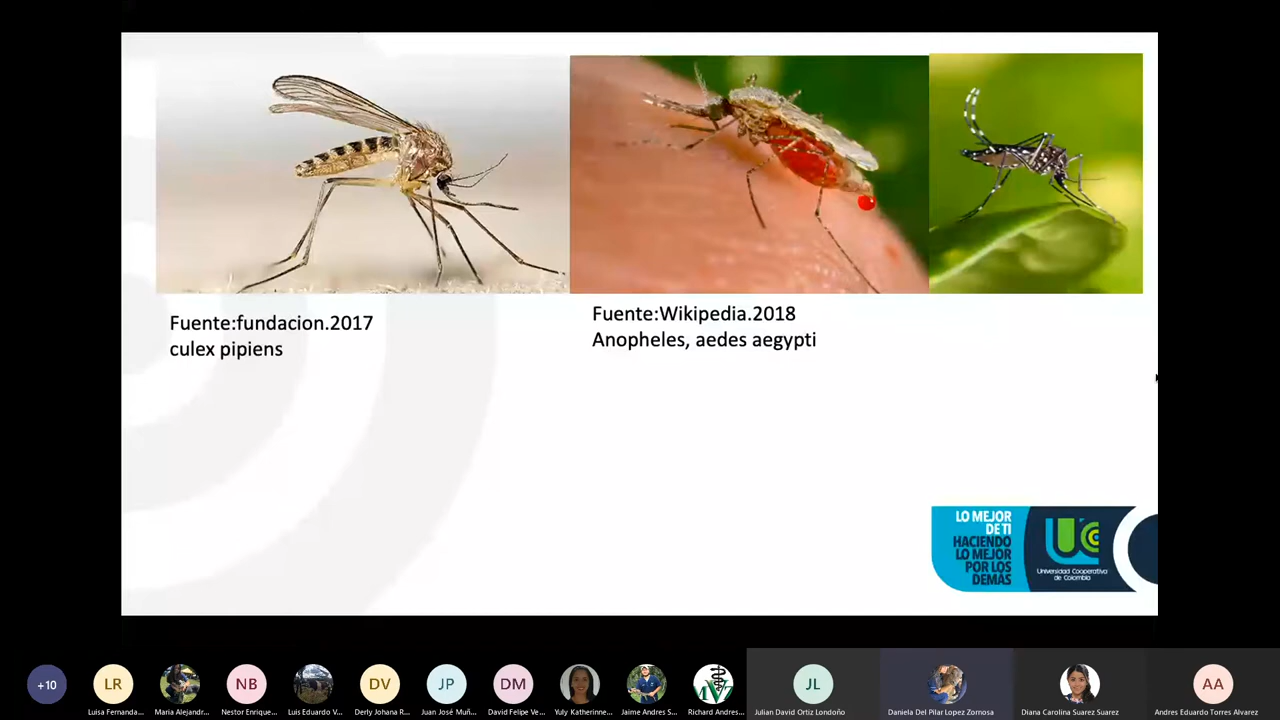 Fuente:fundacion.2017
culex pipiens
Fuente:Wikipedia.2018
Anopheles, aedes aegypti
LO MEJOR
DE TI
HACIENDO
LO MEJOR
POR LOS
DEMÁS
UCC
Universidad Cooperativa
de Colombia
+10
LR
NB
DV
JP
DM
MVZ
JL
AA
Luisa Fernanda...
Maria Alejandr...
Nestor Enrique...
Luis Eduardo V...
Derly Johana R...
Juan José Muñ...
David Felipe Ve...
Yuly Katherinne...
Jaime Andres S...
Richard Andres...
Julian David Ortiz Londoño
Daniela Del Pilar Lopez Zornosa
Diana Carolina Suarez Suarez
Andres Eduardo Torres Alvarez